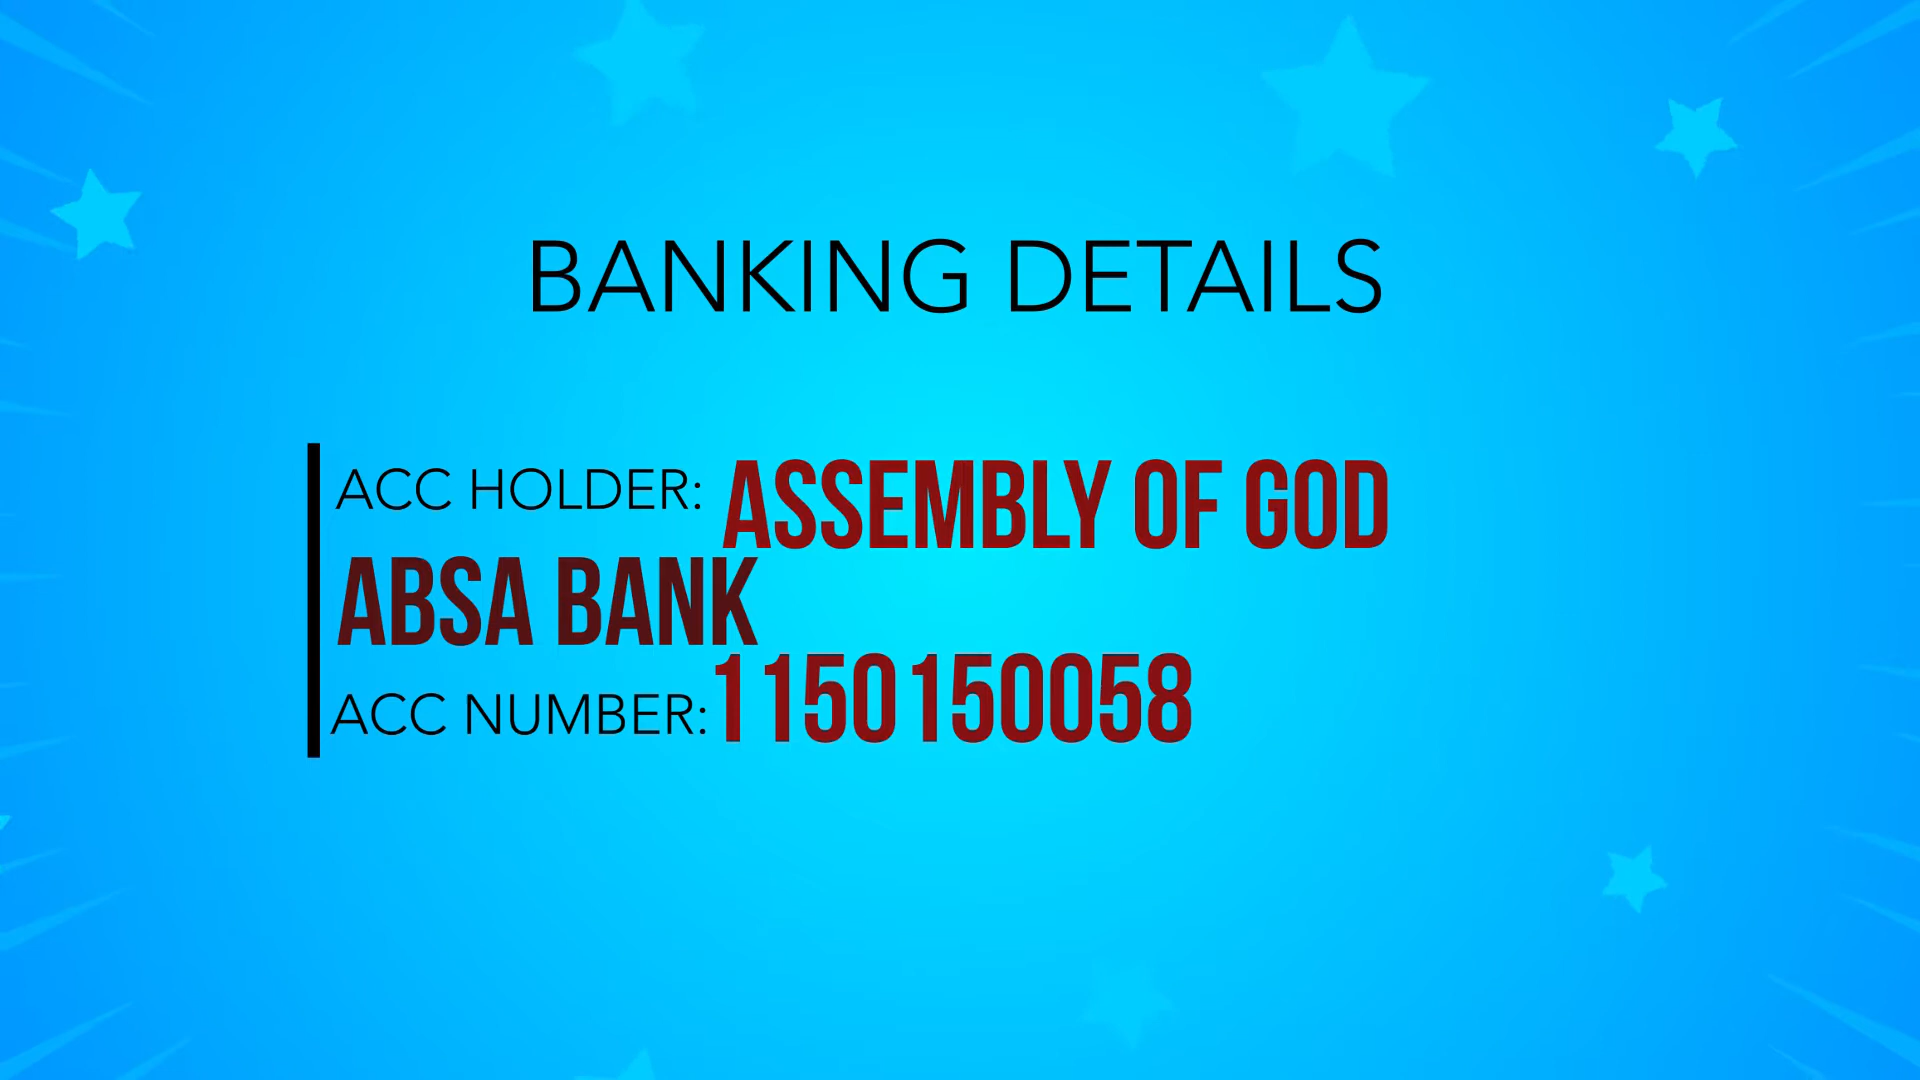 BANKING DETAILS
ACC HOLDER: ASSEMBLY OF GOD
ABSA BANK
ACC NUMBER: 1150150058